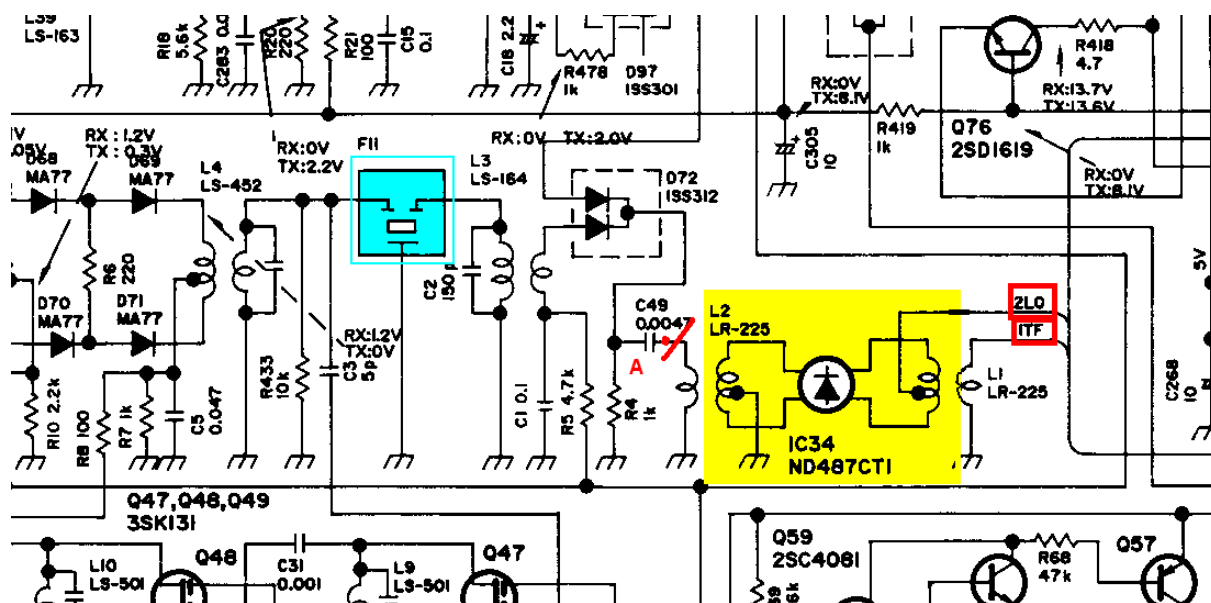 L39
LS-163
R18
5.6k
C283 0.0
R20
220
R21
100
C15
0.1
C18 2.2
R478
1k
D97
1SS301
RX:0V
TX:8.1V
R419
1k
C305
10
R418
4.7
RX:13.7V
TX:13.6V
Q76
2SD1619
RX:0V
TX:8.1V
RX:1.2V
TX:0.3V
.05V
D68
MA77
D69
MA77
L4
LS-452
RX:0V
TX:2.2V
F11
L3
LS-164
RX:0V TX:2.0V
D72
1SS312
R6
220
D70
MA77
D71
MA77
C2
150p
C49
0.0047
A
L2
LR-225
2LO
1TF
L1
LR-225
5V
RX:1.2V
TX:0V
C3
5p
R433
10k
R10 2.2k
R8 100
R7 1k
C5
0.047
C1 0.1
R5 4.7k
R4
1k
IC34
ND487CT1
C268
10
Q47,Q48,Q49
3SK131
L10
LS-501
Q48
C31
0.001
L9
LS-501
Q47
Q59
2SC4081
R68
47k
Q57